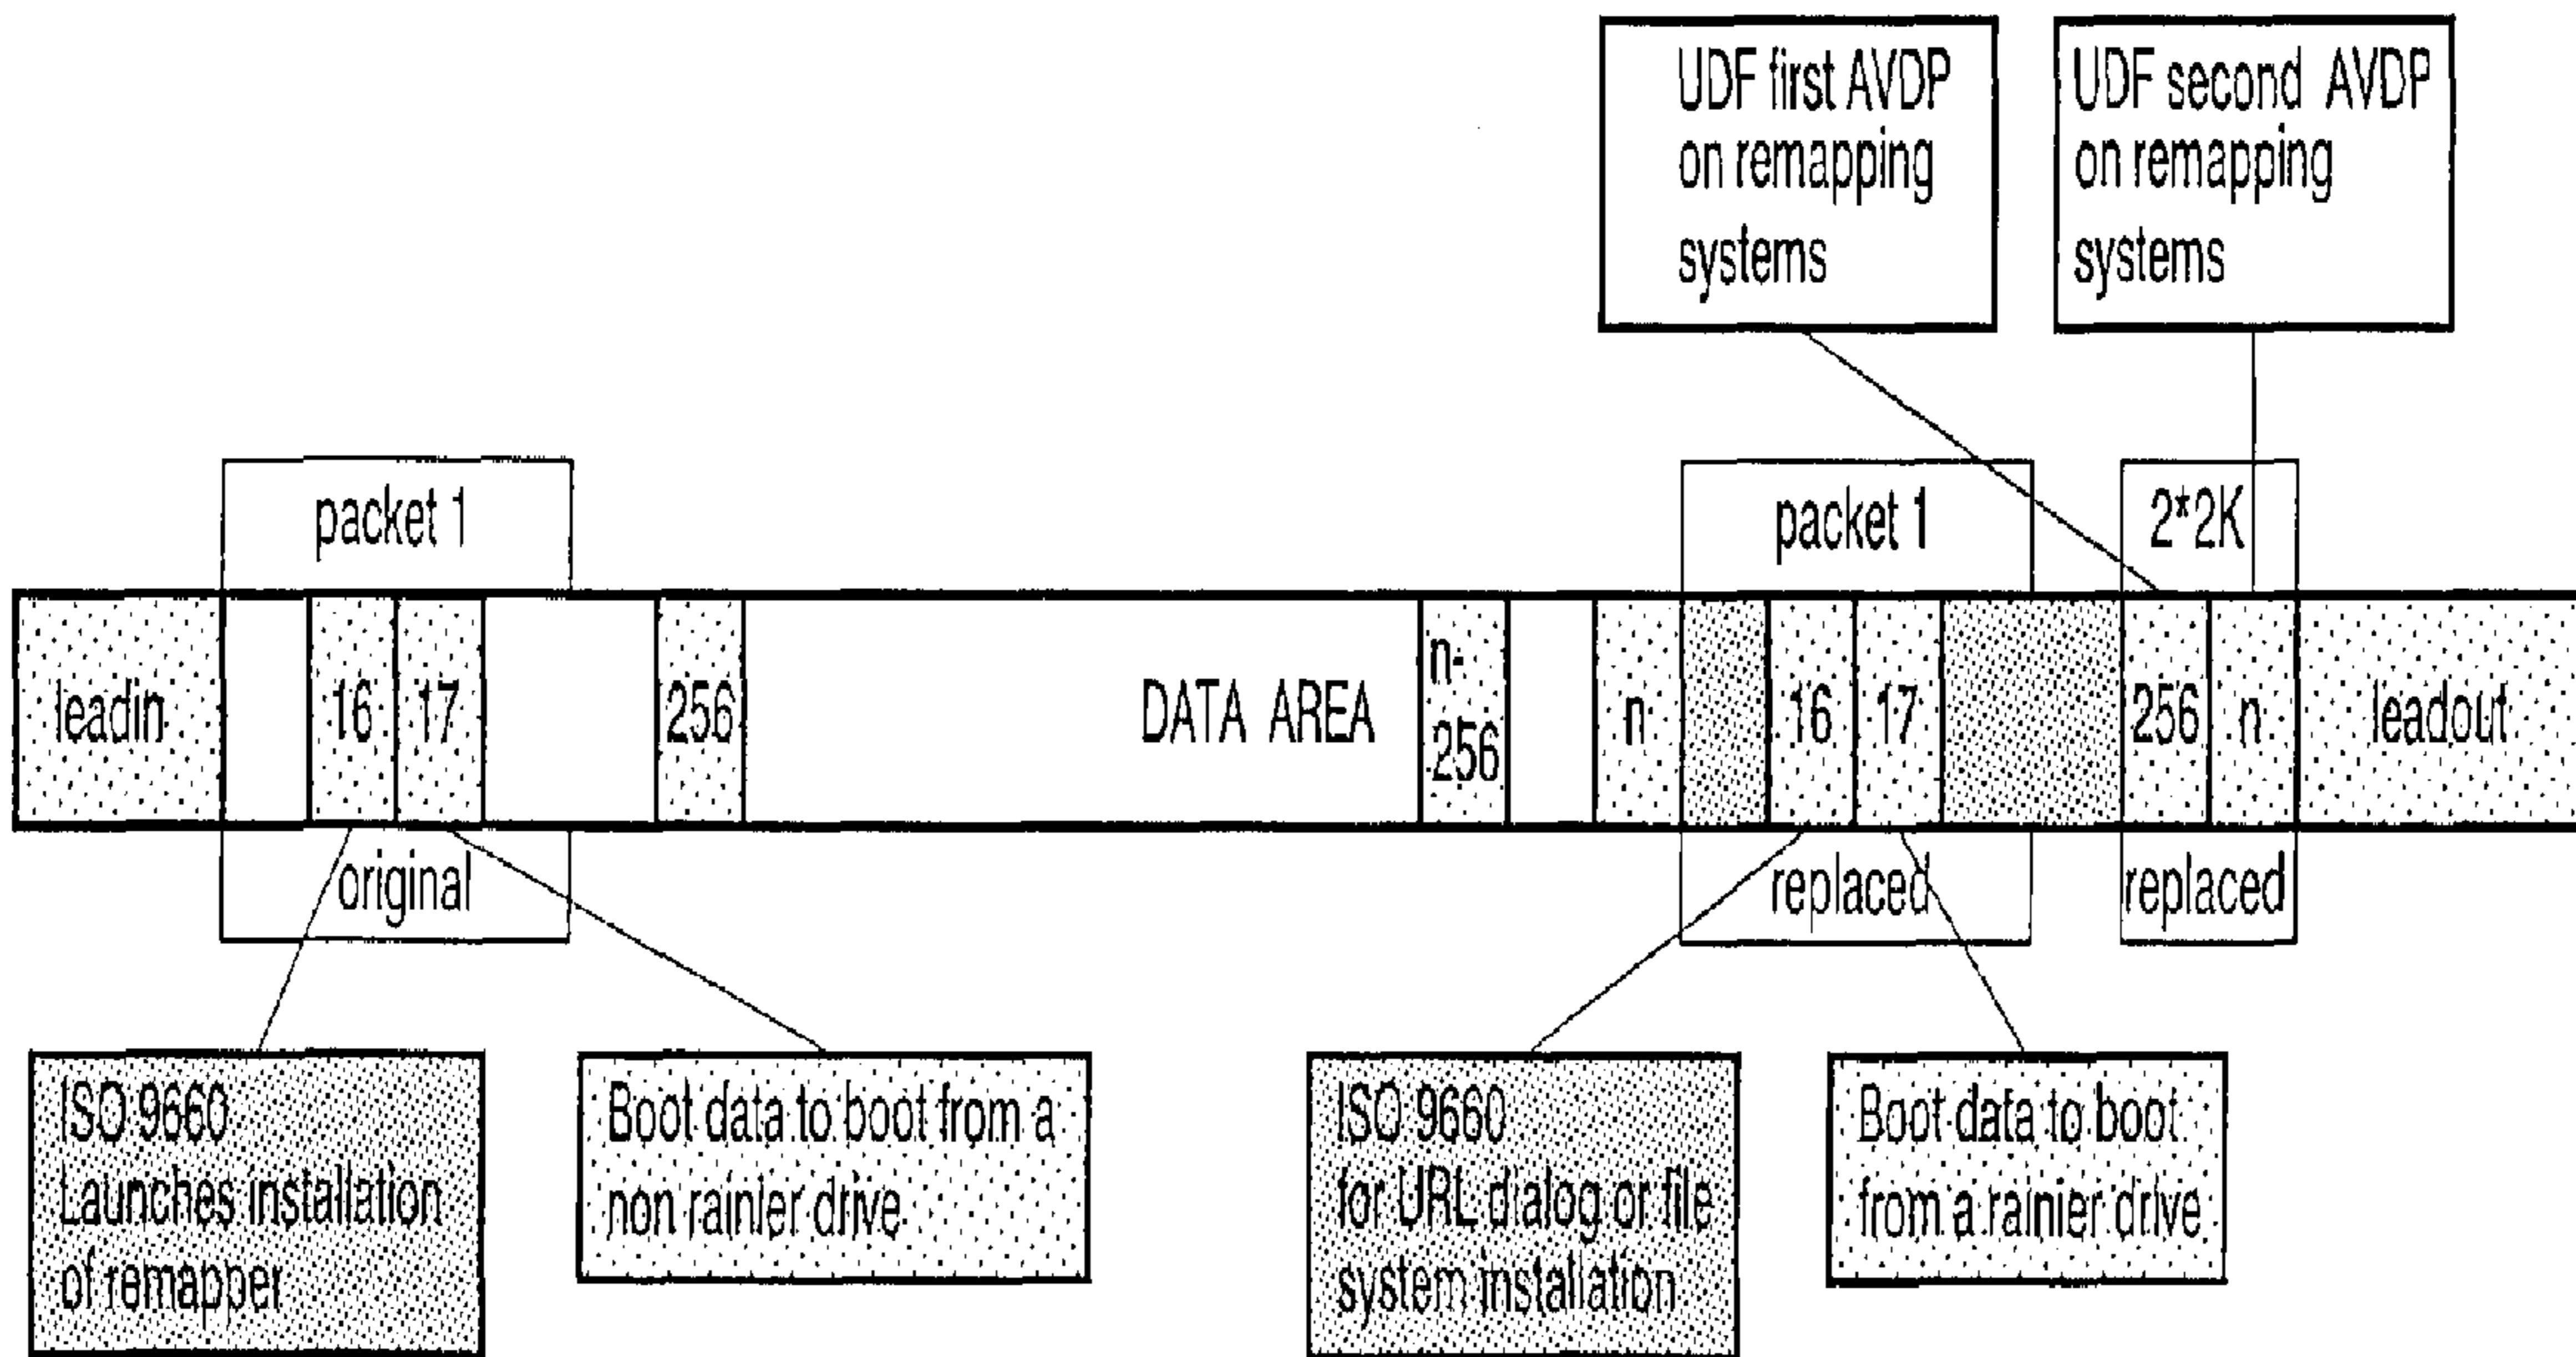 UDF first AVDP
on remapping
systems
UDF second AVDP
on remapping
systems
packet 1
packet 1
2*2K
leadin
16
17
256
DATA AREA
n-
256
n
16
17
256
n
leadout
original
replaced
replaced
ISO 9660
Launches installation
of remapper
Boot data to boot from a
non rainier drive
ISO 9660
for URL dialog or file
system installation
Boot data to boot
from a rainier drive